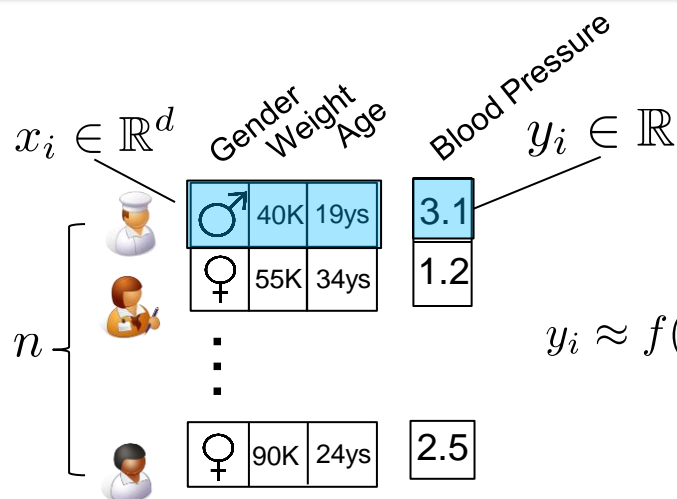 Gender Weight Age Blood Pressure
x_i ∈ ℝ^d y_i ∈ ℝ
♂ 40K 19ys 3.1
♀ 55K 34ys 1.2
n y_i ≈ f(
♀ 90K 24ys 2.5